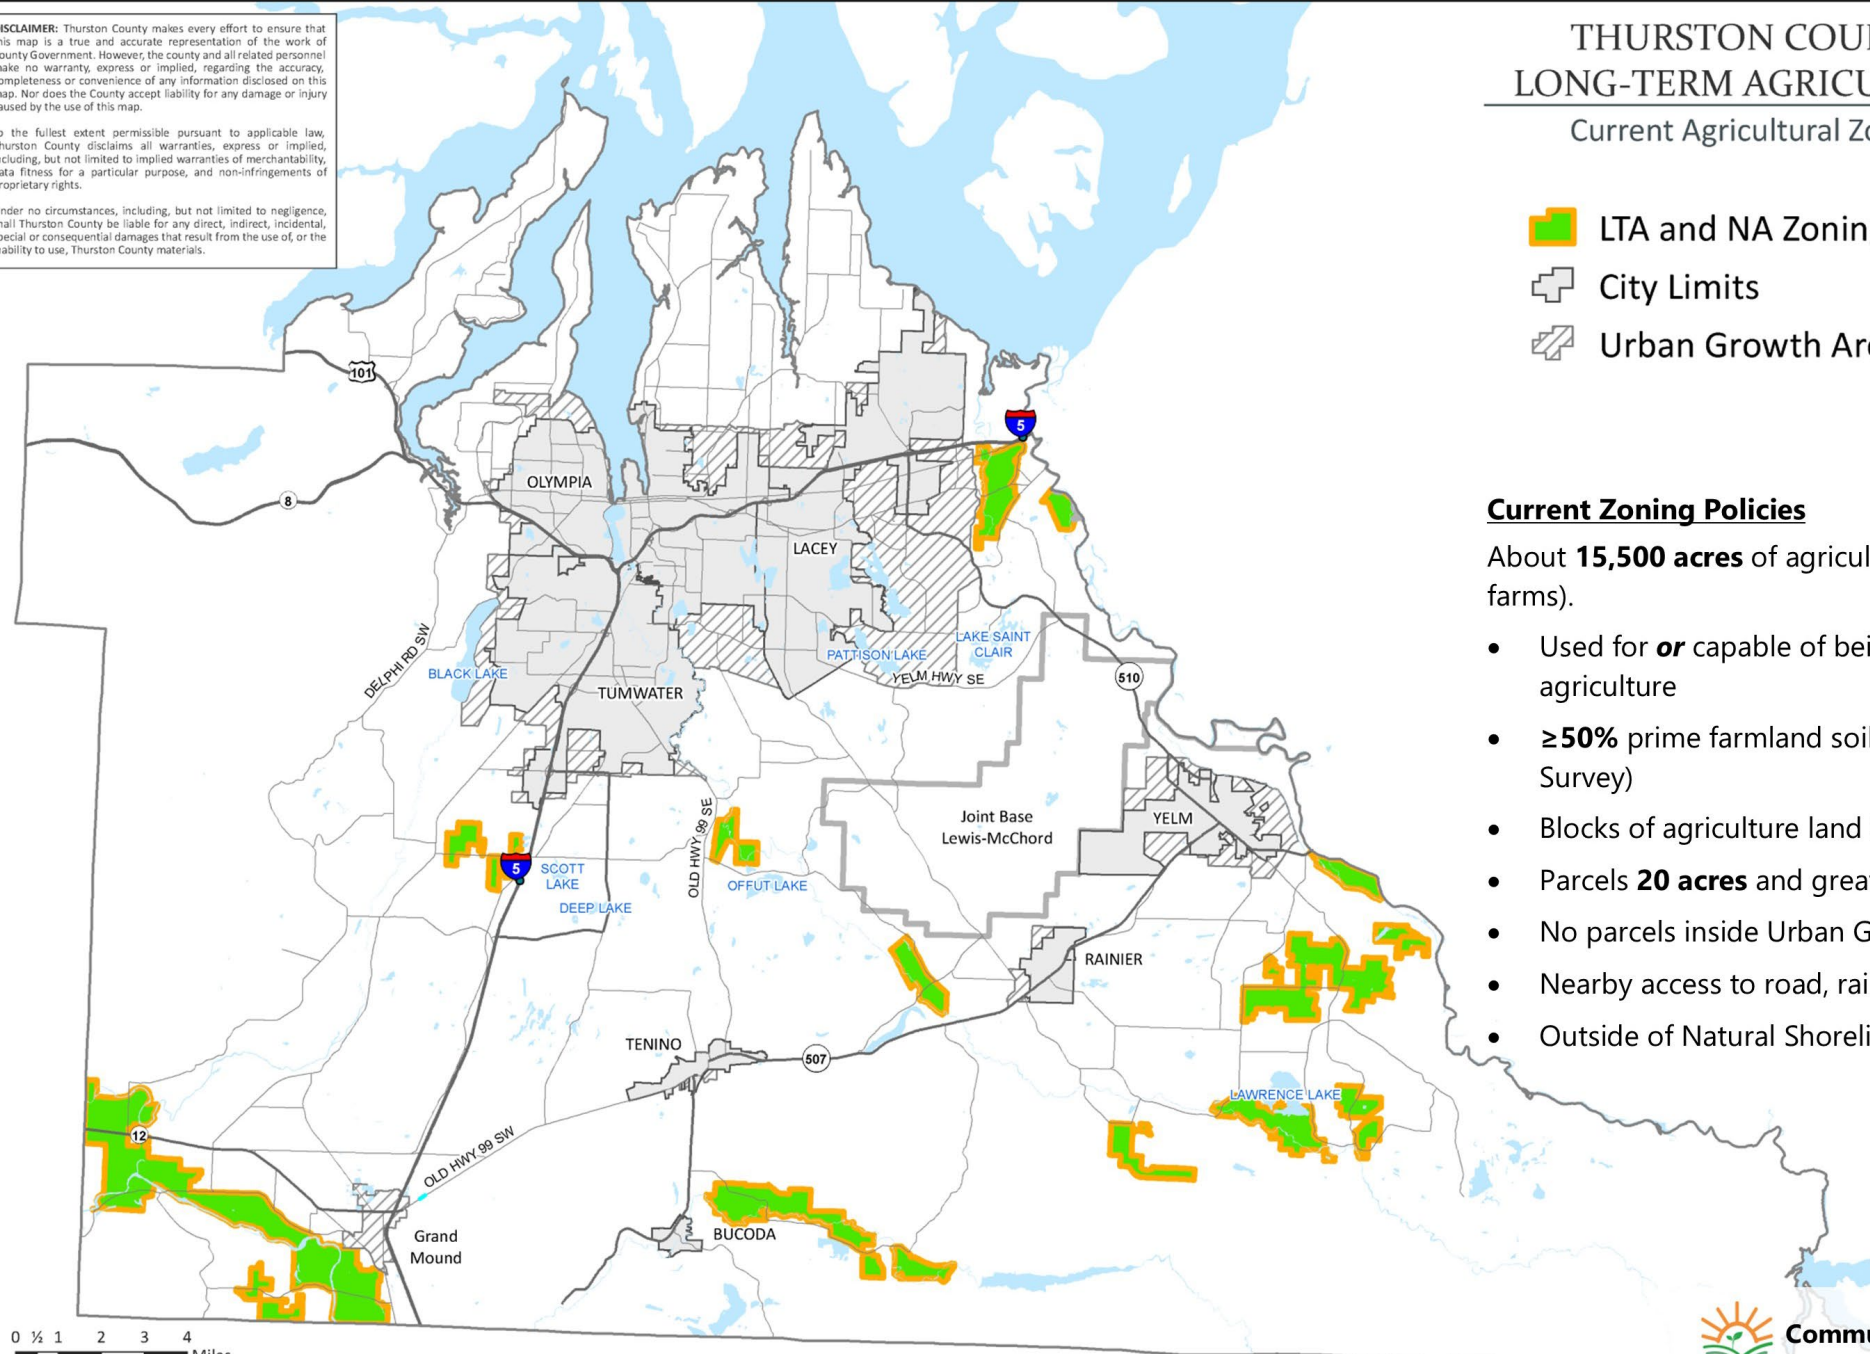 DISCLAIMER: Thurston County makes every effort to ensure that
this map is a true and accurate representation of the work of
County Government. However, the county and all related personnel
make no warranty, express or implied, regarding the accuracy,
completeness or convenience of any information disclosed on this
map. Nor does the County accept liability for any damage or injury
caused by the use of this map.
o the fullest extent permissible pursuant to applicable law,
hurston County disclaims all warranties, express or implied,
cluding, but not limited to implied warranties of merchantability,
ata fitness for a particular purpose, and non-infringements of
roprietary rights.
nder no circumstances, including, but not limited to negligence,
hall Thurston County be liable for any direct, indirect, incidental,
pecial or consequential damages that result from the use of, or the
ability to use, Thurston County materials.
THURSTON COU
LONG-TERM AGRICU
Current Agricultural Zo
LTA and NA Zonin
City Limits
Urban Growth Are
101
8
5
OLYMPIA
LACEY
DELPHI RD SW
BLACK LAKE
TUMWATER
PATTISON LAKE
LAKE SAINT
CLAIR
YELM HWY SE
510
Joint Base
Lewis-McChord
YELM
OLD HWY 99 SE
5
SCOTT
LAKE
DEEP LAKE
OFFUT LAKE
RAINIER
TENINO
507
LAWRENCE LAKE
12
OLD HWY 99 SW
Grand
Mound
BUCODA
Current Zoning Policies
About 15,500 acres of agricul
farms).
• Used for or capable of bei
agriculture
• ≥50% prime farmland soil
Survey)
• Blocks of agriculture land
• Parcels 20 acres and grea
• No parcels inside Urban G
• Nearby access to road, rai
• Outside of Natural Shoreli
0 ½ 1 2 3 4
Miles
Commu